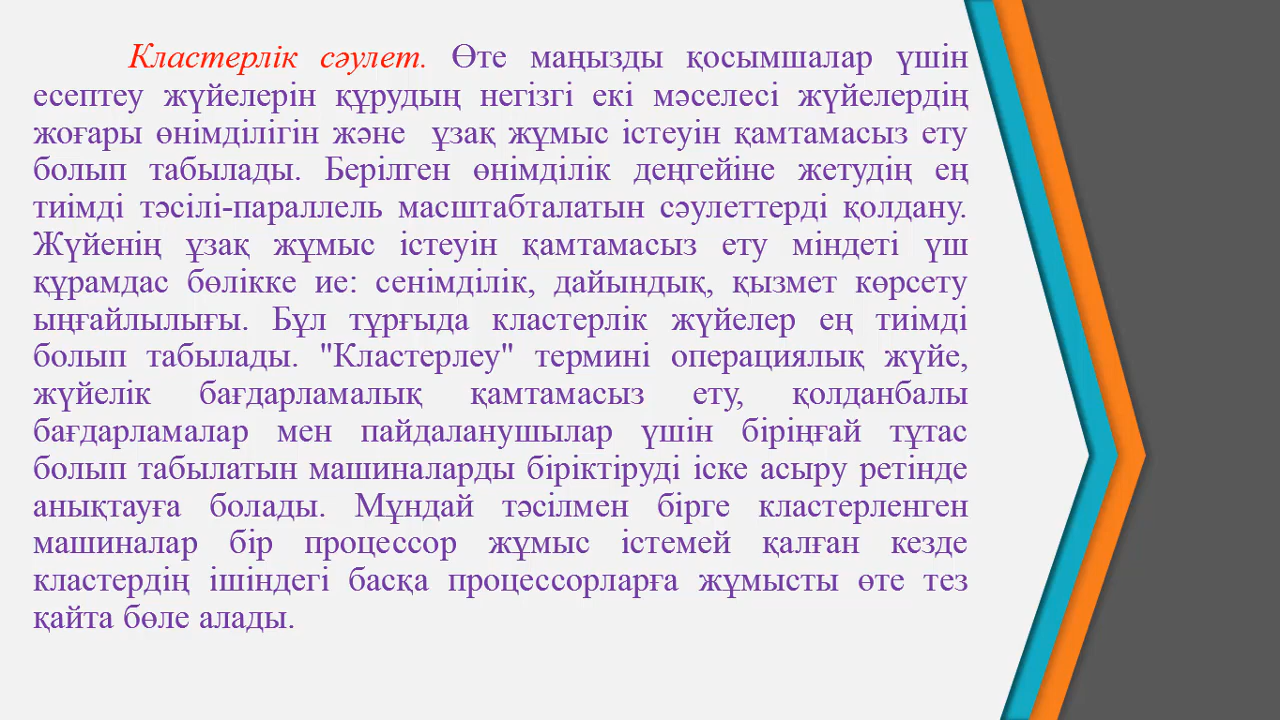 Кластерлік сәулет. Өте маңызды қосымшалар үшін
есептеу жүйелерін құрудың негізгі екі мәселесі жүйелердің
жоғары өнімділігін және ұзақ жұмыс істеуін қамтамасыз ету
болып табылады. Берілген өнімділік деңгейіне жетудің ең
тиімді тәсілі-параллель масштабталатын сәулеттерді қолдану.
Жүйенің ұзақ жұмыс істеуін қамтамасыз ету міндеті үш
құрамдас бөлікке ие: сенімділік, дайындық, қызмет көрсету
ыңғайлылығы. Бұл тұрғыда кластерлік жүйелер ең тиімді
болып табылады. "Кластерлеу" термині операциялық жүйе,
жүйелік бағдарламалық қамтамасыз ету, қолданбалы
бағдарламалар мен пайдаланушылар үшін біріңғай тұтас
болып табылатын машиналарды біріктіруді іске асыру ретінде
анықтауға болады. Мұндай тәсілмен бірге кластерленген
машиналар бір процессор жұмыс істемей қалған кезде
кластердің ішіндегі басқа процессорларға жұмысты өте тез
қайта бөле алады.